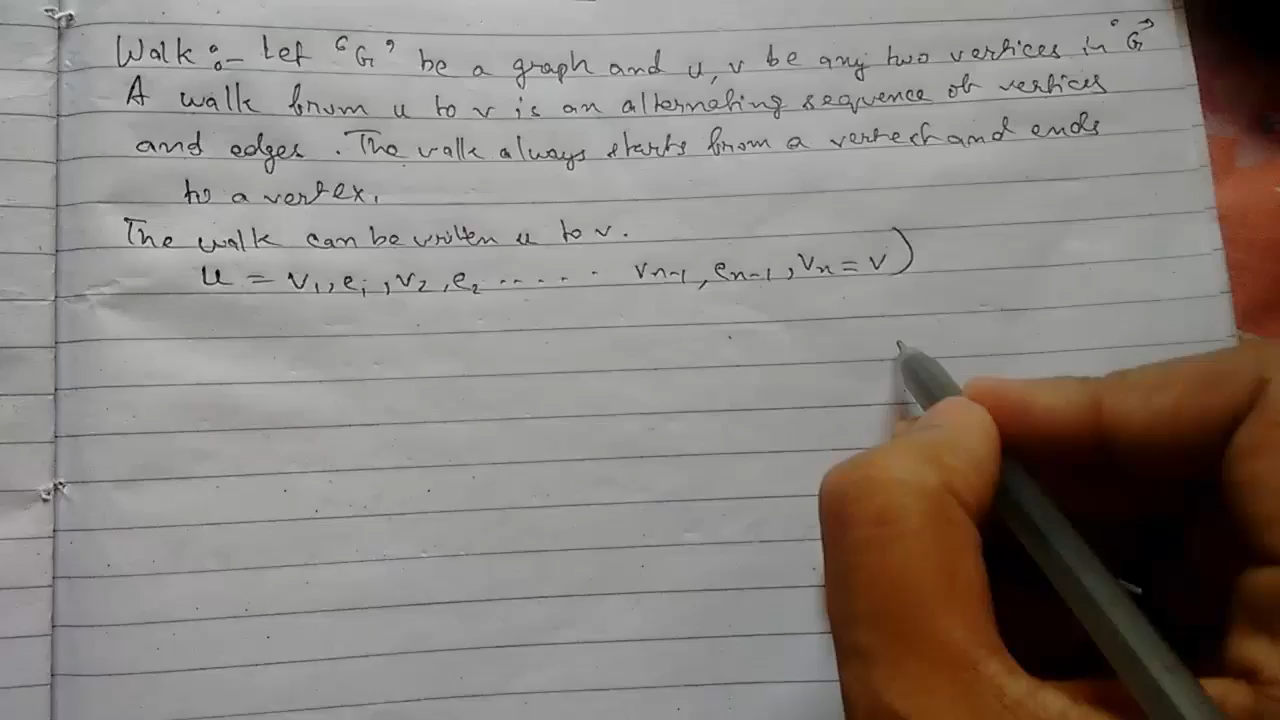 Walk :- Let 'G' be a graph and u, v be any two vertices in 'G'
A walk from u to v is an alternating sequence of vertices
and edges. The walk always starts from a vertech and ends
to a vertex.
The walk can be written u to v.
u = v1, ei, v2, e2 ...... vn-1, en-1, vn = v)